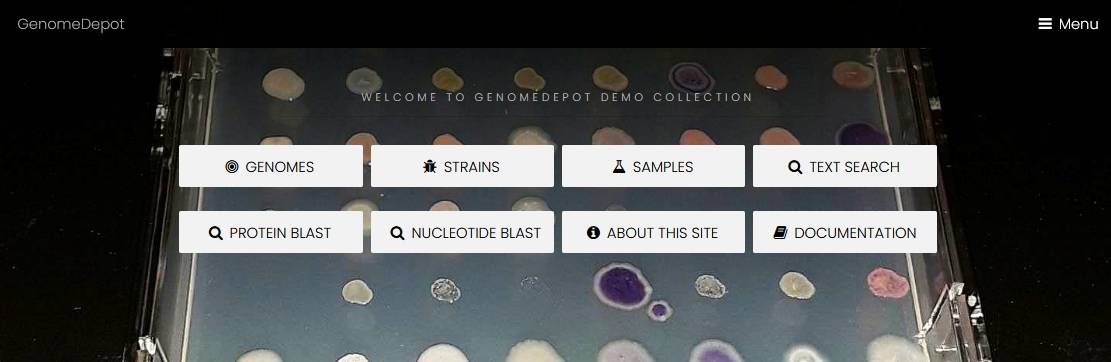 GenomeDepot
Menu
WELCOME TO GENOMEDEPOT DEMO COLLECTION
GENOMES
STRAINS
SAMPLES
TEXT SEARCH
PROTEIN BLAST
NUCLEOTIDE BLAST
ABOUT THIS SITE
DOCUMENTATION